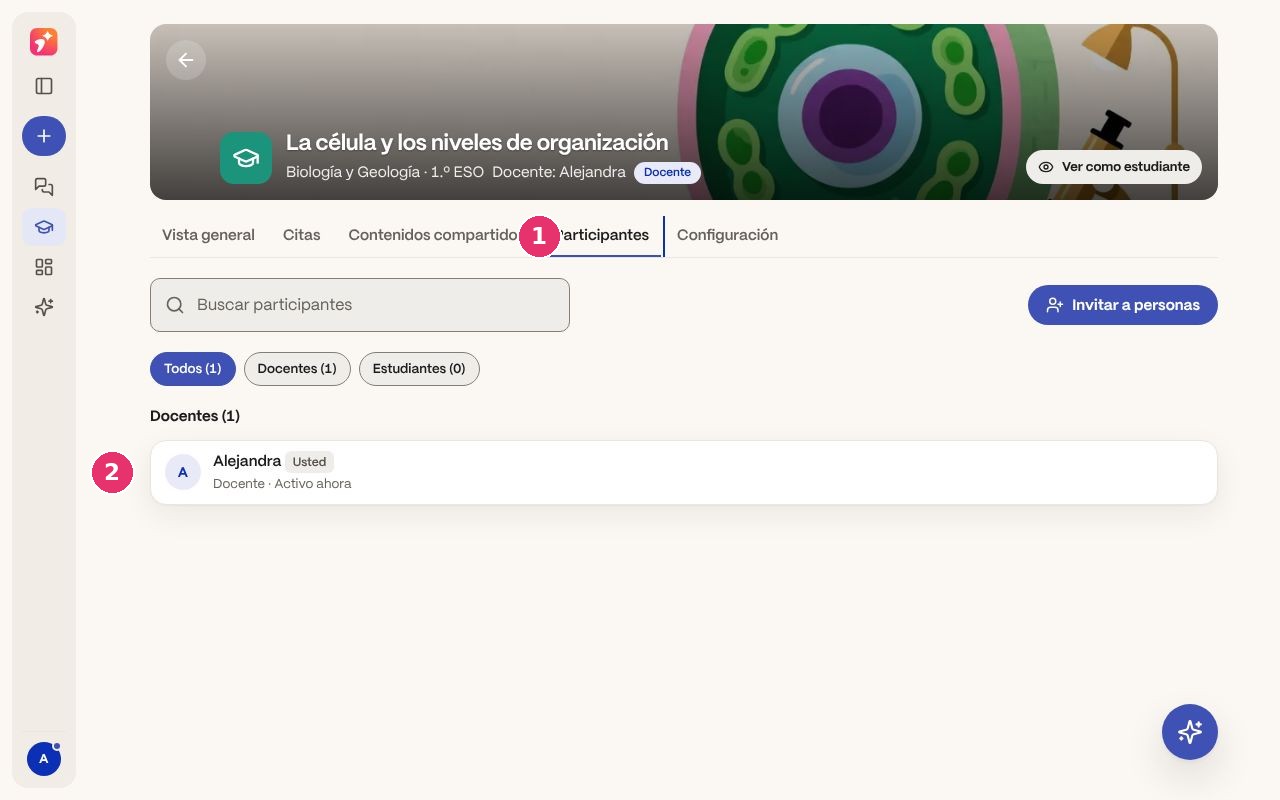 La célula y los niveles de organización
Biología y Geología · 1.º ESO Docente: Alejandra Docente
Ver como estudiante
Vista general Citas Contenidos compartido 1 articipantes Configuración
Buscar participantes
Invitar a personas
Todos (1) Docentes (1) Estudiantes (0)
Docentes (1)
2
A Alejandra Usted
Docente · Activo ahora
A